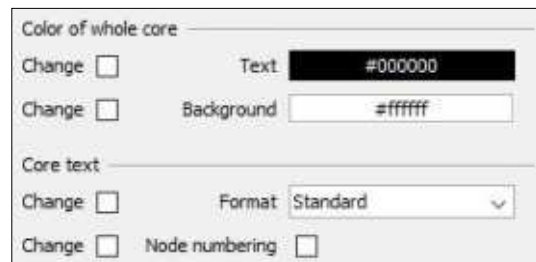 Color of whole core
Change Text #000000
Change Background #ffffff
Core text
Change Format Standard
Change Node numbering